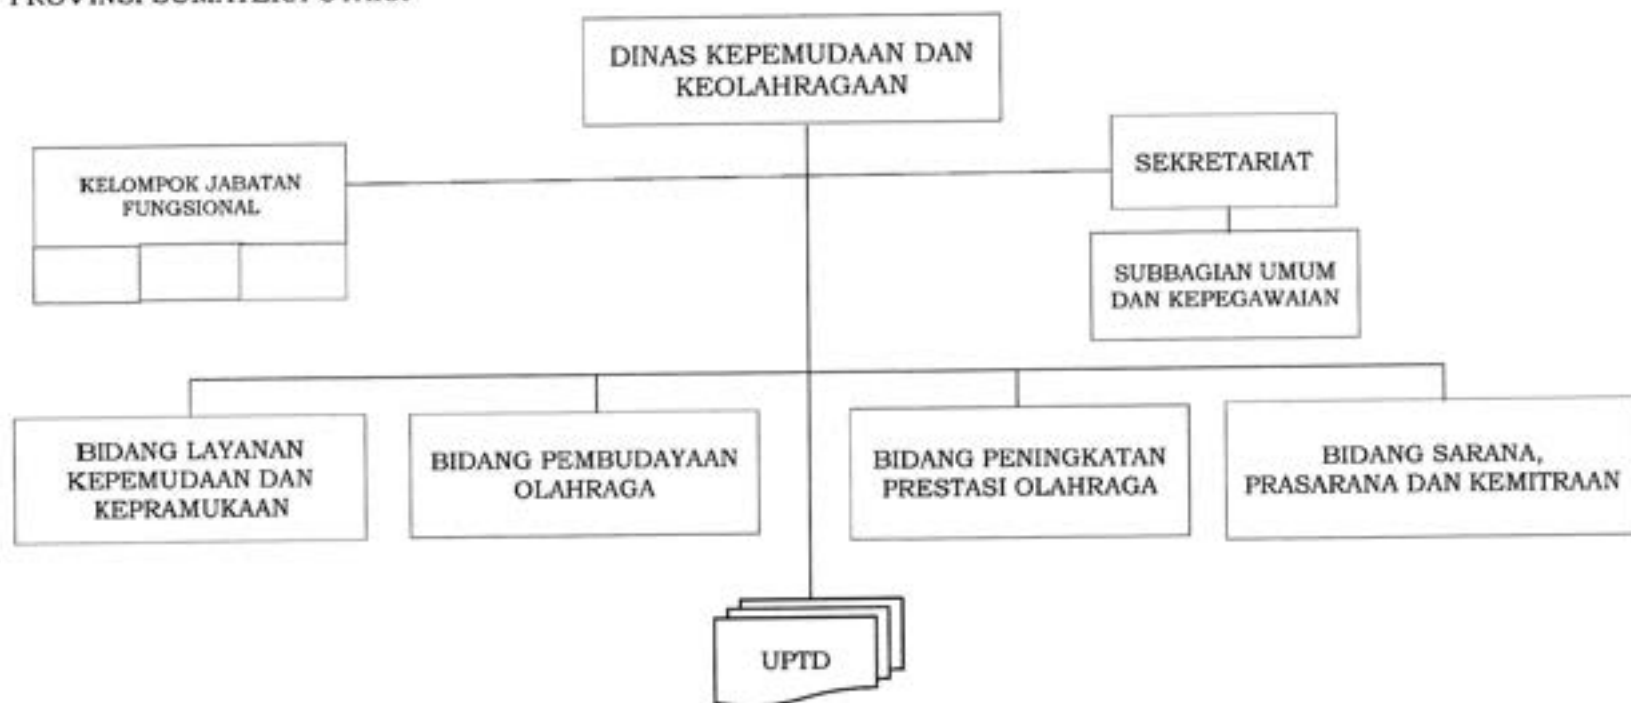 DINAS KEPEMUDAAN DAN
KEOLAHRAGAAN
KELOMPOK JABATAN
FUNGSIONAL
SEKRETARIAT
SUBBAGIAN UMUM
DAN KEPEGAWAIAN
BIDANG LAYANAN
KEPEMUDAAN DAN
KEPRAMUKAAN
BIDANG PEMBUDAYAAN
OLAHRAGA
BIDANG PENINGKATAN
PRESTASI OLAHRAGA
BIDANG SARANA,
PRASARANA DAN KEMITRAAN
UPTD